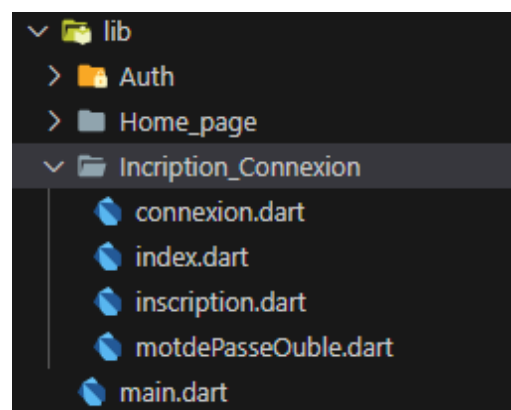 lib
Auth
Home_page
Incription_Connexion
connexion.dart
index.dart
inscription.dart
motdePasseOuble.dart
main.dart